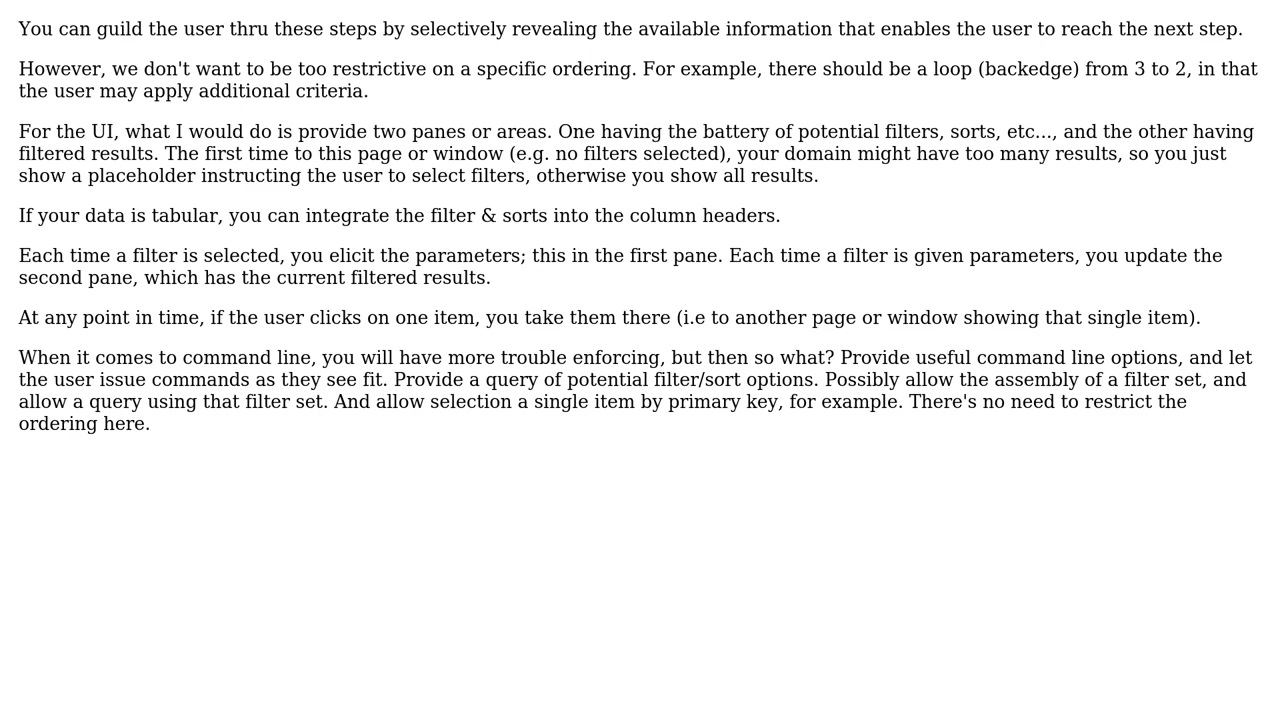 You can guild the user thru these steps by selectively revealing the available information that enables the user to reach the next step.
However, we don't want to be too restrictive on a specific ordering. For example, there should be a loop (backedge) from 3 to 2, in that
the user may apply additional criteria.
For the UI, what I would do is provide two panes or areas. One having the battery of potential filters, sorts, etc..., and the other having
filtered results. The first time to this page or window (e.g. no filters selected), your domain might have too many results, so you just
show a placeholder instructing the user to select filters, otherwise you show all results.
If your data is tabular, you can integrate the filter & sorts into the column headers.
Each time a filter is selected, you elicit the parameters; this in the first pane. Each time a filter is given parameters, you update the
second pane, which has the current filtered results.
At any point in time, if the user clicks on one item, you take them there (i.e to another page or window showing that single item).
When it comes to command line, you will have more trouble enforcing, but then so what? Provide useful command line options, and let
the user issue commands as they see fit. Provide a query of potential filter/sort options. Possibly allow the assembly of a filter set, and
allow a query using that filter set. And allow selection a single item by primary key, for example. There's no need to restrict the
ordering here.